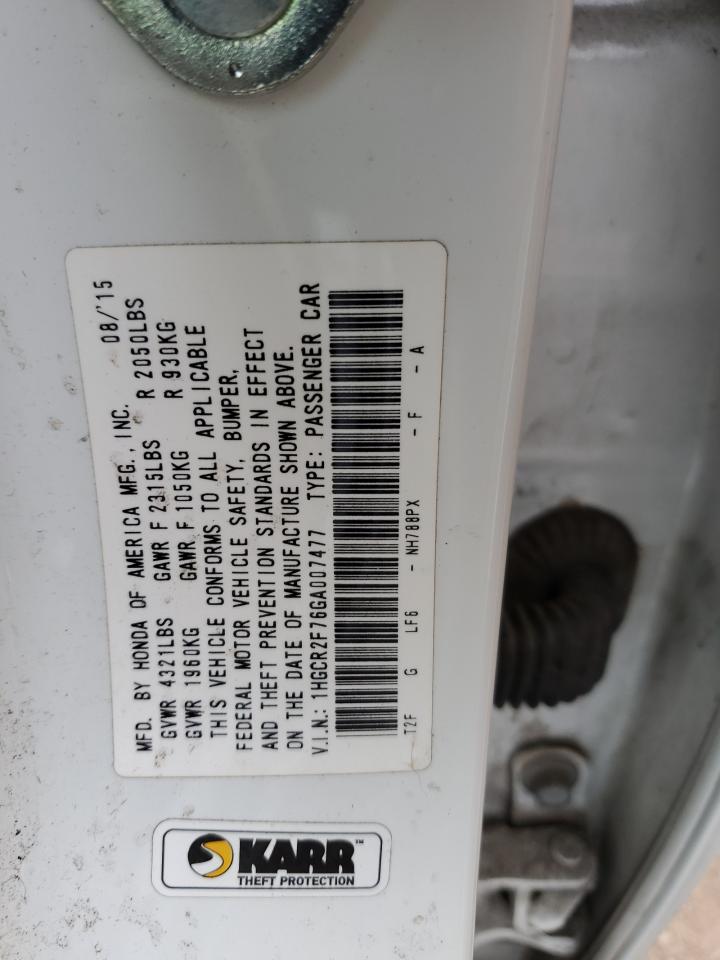 MFD. BY HONDA OF AMERICA MFG., INC. 08/'15
GVWR 4321LBS GAWR F 2315LBS R 2050LBS
GVWR 1960KG GAWR F 1050KG R 930KG
THIS VEHICLE CONFORMS TO ALL APPLICABLE
FEDERAL MOTOR VEHICLE SAFETY, BUMPER,
AND THEFT PREVENTION STANDARDS IN EFFECT
ON THE DATE OF MANUFACTURE SHOWN ABOVE.
V.I.N.: 1HGCR2F76GA007477 TYPE: PASSENGER CAR
T2F G LF6 - NH788PX - F - A
KARR™
THEFT PROTECTION